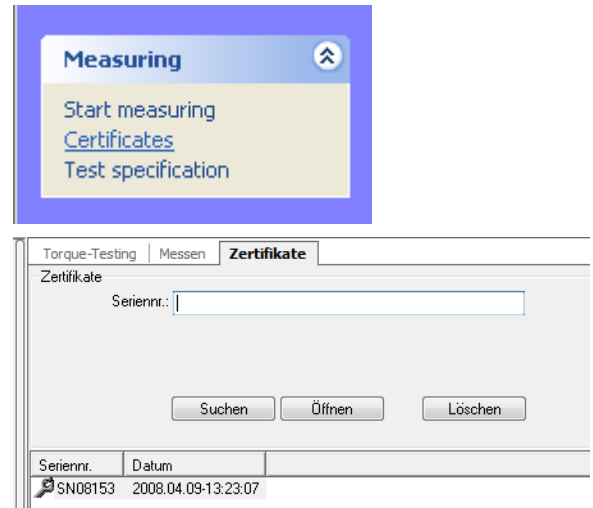 Measuring
Start measuring
Certificates
Test specification
Torque-Testing Messen Zertifikate
Zertifikate
Seriennr.:
Suchen Öffnen Löschen
Seriennr. Datum
SN08153 2008.04.09-13:23:07